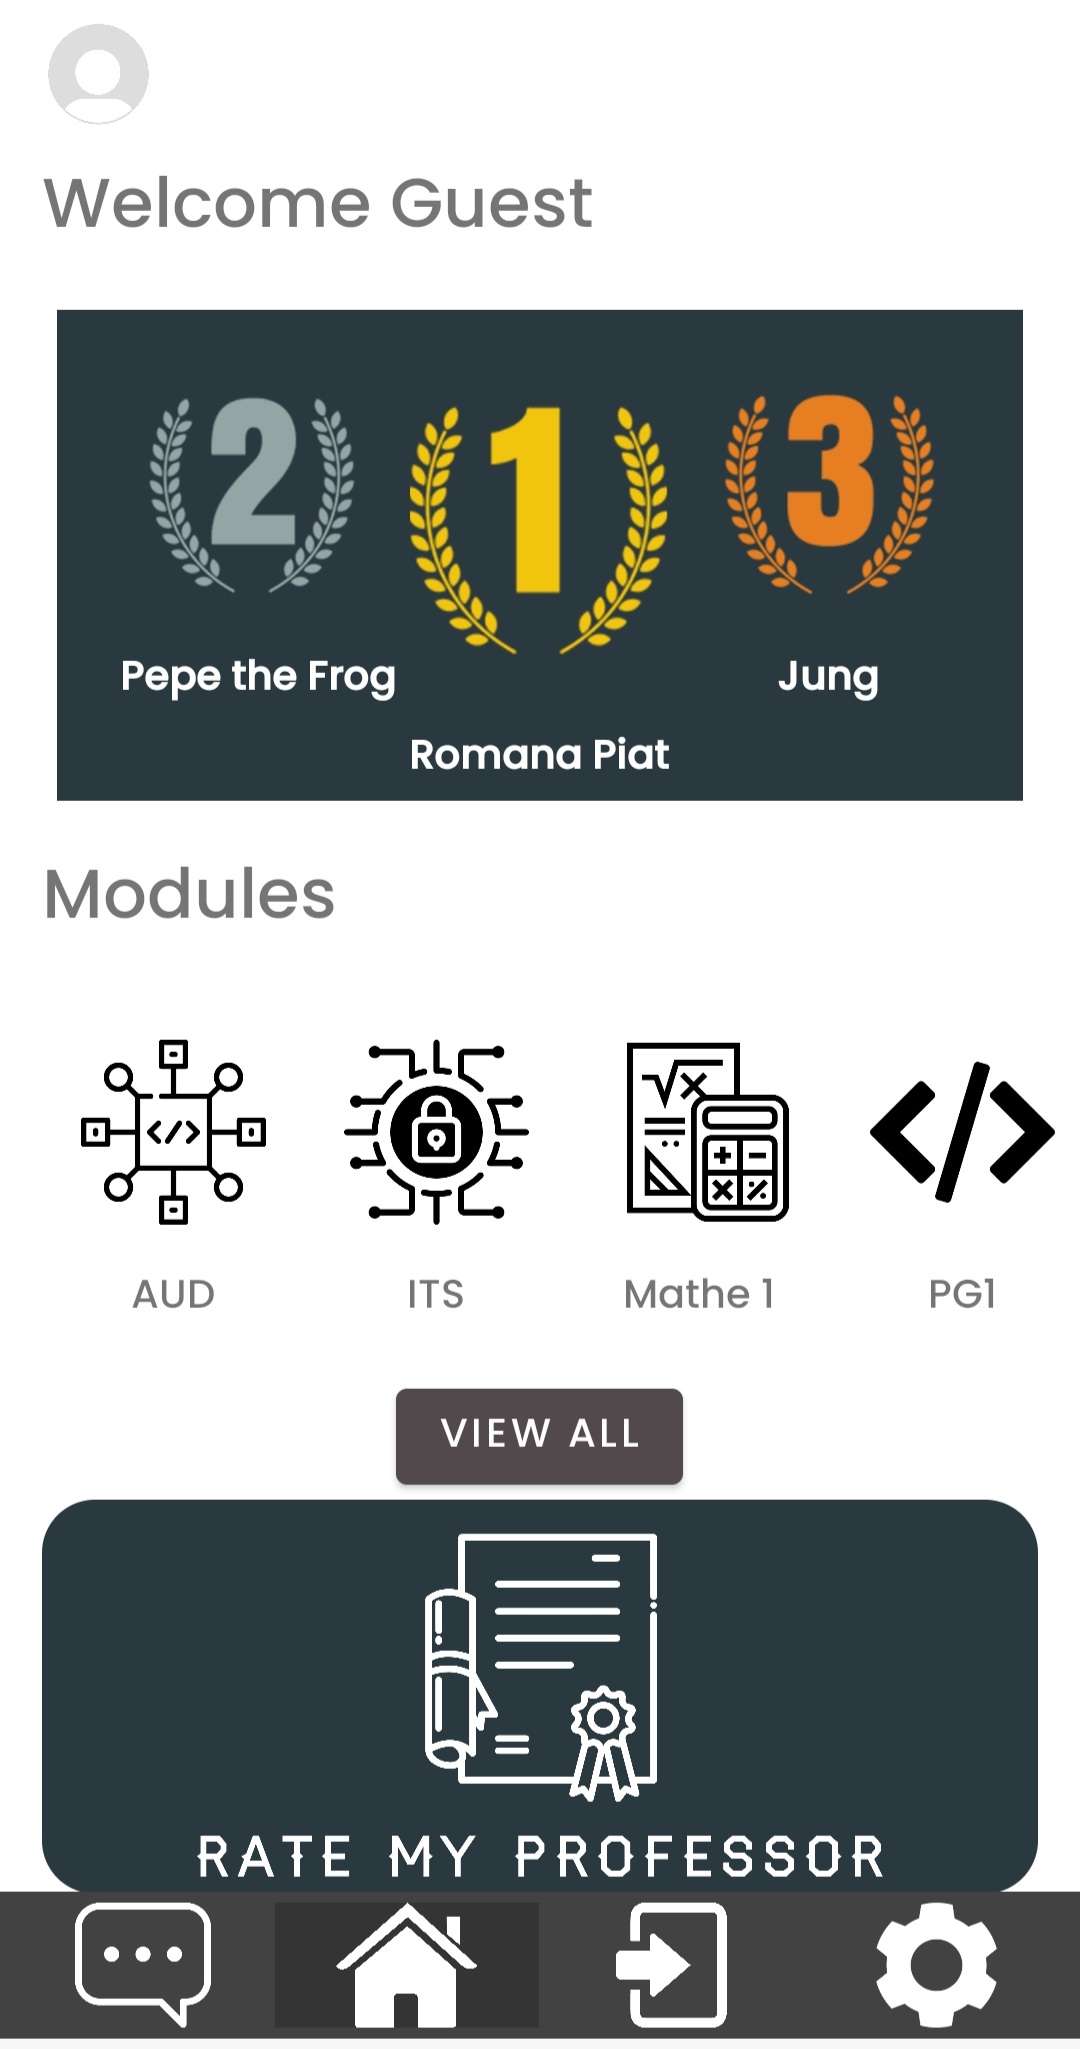 Welcome Guest
2 1 3
Pepe the Frog Jung
Romana Piat
Modules
AUD ITS Mathe 1 PG1
VIEW ALL
RATE MY PROFESSOR